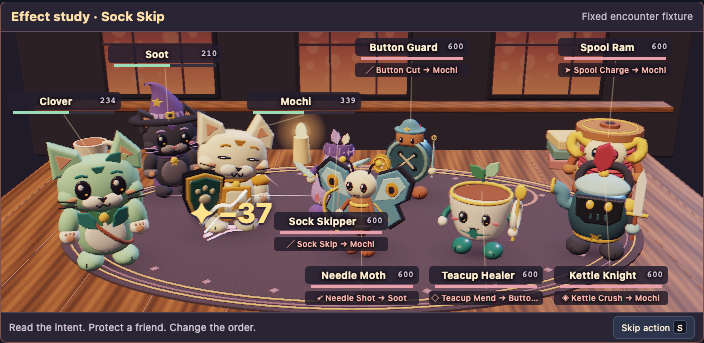 Effect study · Sock Skip
Fixed encounter fixture
Button Guard 600
Button Cut → Mochi
Spool Ram 600
Spool Charge → Mochi
Soot 210
Clover 234
Mochi 339
-37
Sock Skipper 600
Sock Skip → Mochi
Needle Moth 600
Needle Shot → Soot
Teacup Healer 600
Teacup Mend → Butto...
Kettle Knight 600
Kettle Crush → Mochi
Read the intent. Protect a friend. Change the order.
Skip action S